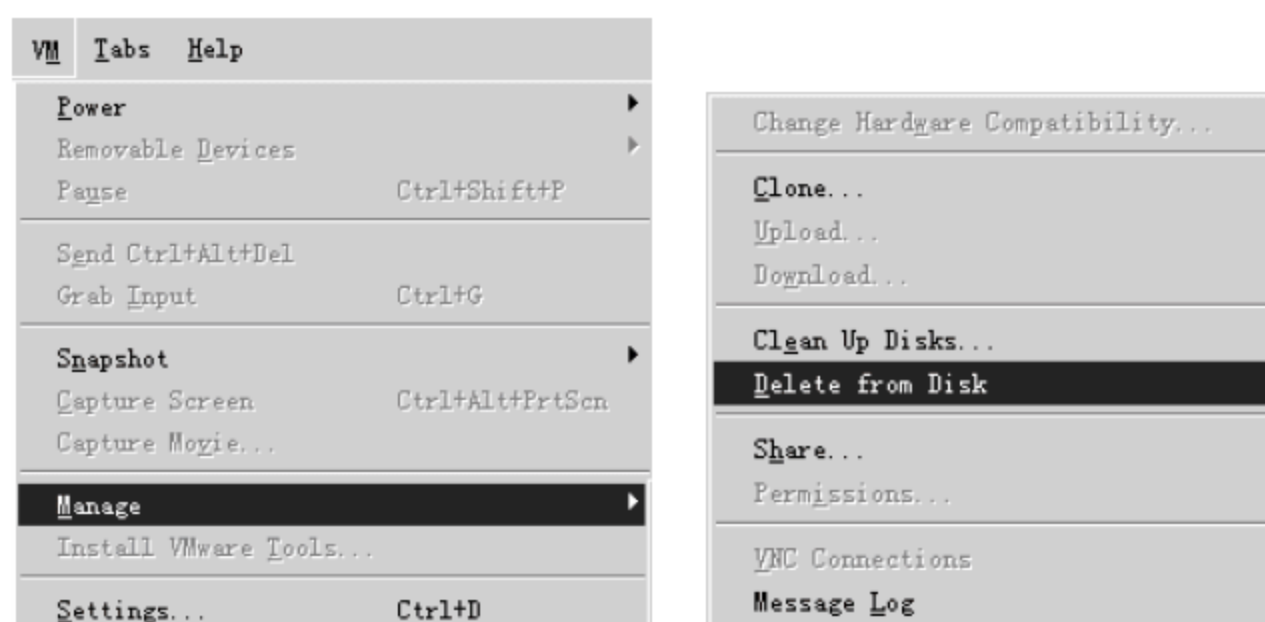 VM Tabs Help
Power
Removable Devices
Pause Ctrl+Shift+P
Send Ctrl+Alt+Del
Grab Input Ctrl+G
Snapshot
Capture Screen Ctrl+Alt+PrtScn
Capture Movie...
Manage
Install VMware Tools...
Settings... Ctrl+D
Change Hardware Compatibility...
Clone...
Upload...
Download...
Clean Up Disks...
Delete from Disk
Share...
Permissions...
VNC Connections
Message Log